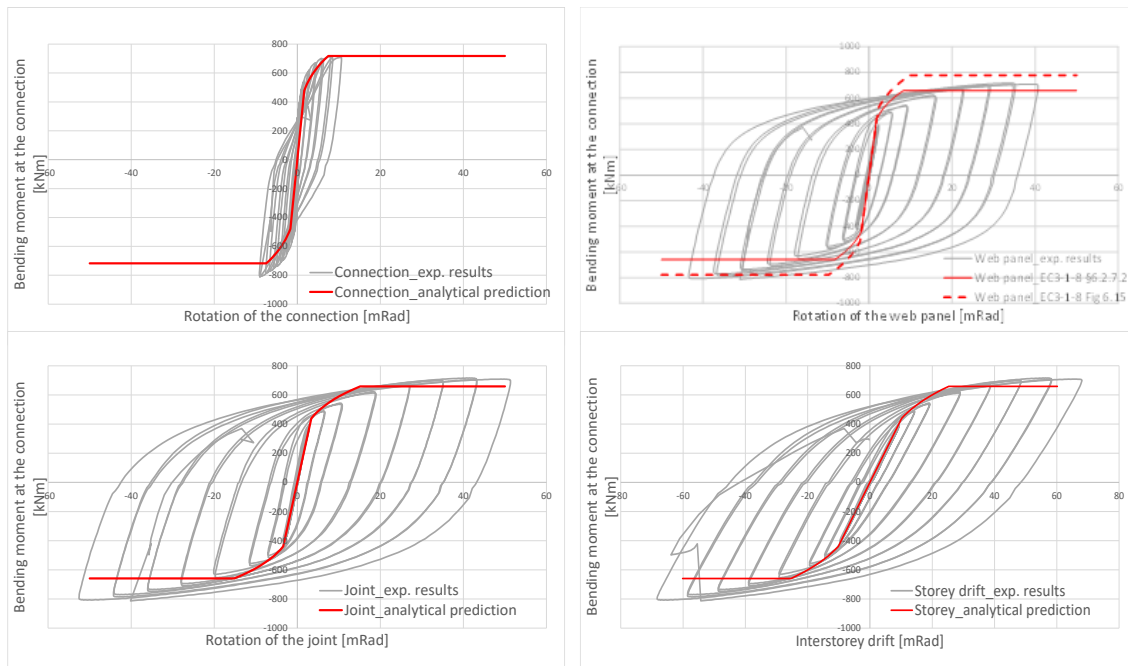 800
600
400
200
0
-200
-400
-600
-800
-1000
-60 -40 -20 0 20 40 60
Bending moment at the connection
[kNm]
Connection_exp. results
Connection_analytical prediction
Rotation of the connection [mRad]
1000
800
600
400
200
0
-200
-400
-600
-800
-1000
-60 -40 -20 0 20 40 60
Bending moment at the connection
[kNm]
Web panel_exp. results
Web panel_EC3-1-8 §6.2.7.2
Web panel_EC3-1-8 Fig 6.15
Rotation of the web panel [mRad]
800
600
400
200
0
-200
-400
-600
-800
-1000
-60 -40 -20 0 20 40 60
Bending moment at the connection
[kNm]
Joint_exp. results
Joint_analytical prediction
Rotation of the joint [mRad]
800
600
400
200
0
-200
-400
-600
-800
-1000
-80 -60 -40 -20 0 20 40 60 80
Bending moment at the connection
[kNm]
Storey drift_exp. results
Storey_analytical prediction
Interstorey drift [mRad]